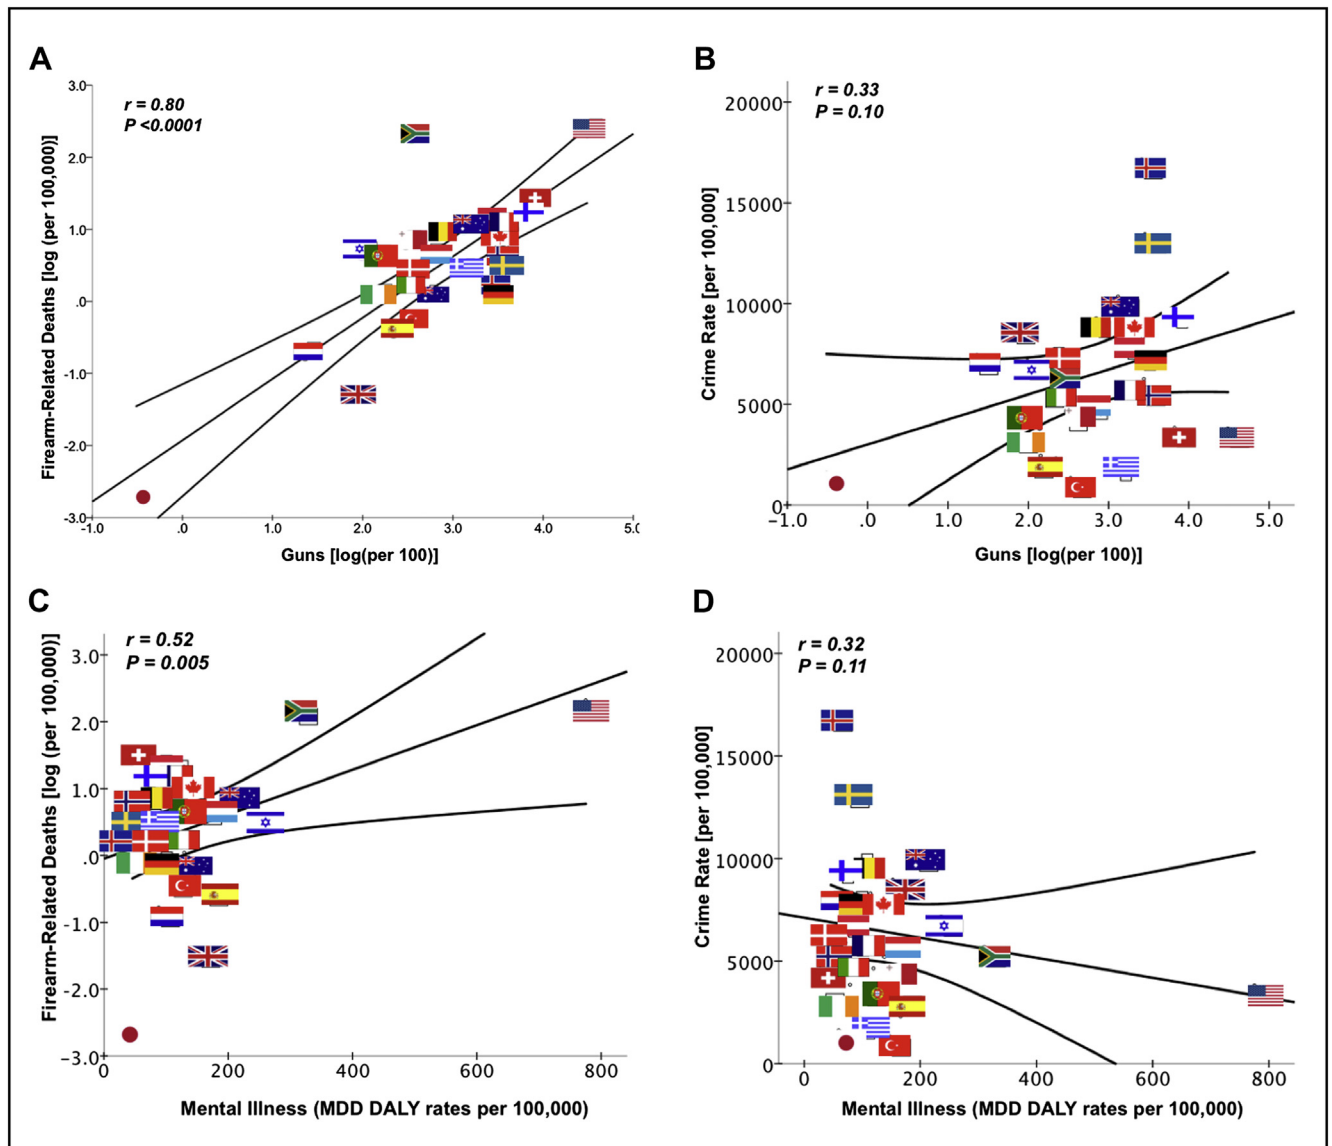 A
r = 0.80
P <0.0001
Firearm-Related Deaths [log (per 100,000)]
3.0
2.0
1.0
.0
-1.0
-2.0
-3.0
-1.0 .0 1.0 2.0 3.0 4.0 5.0
Guns [log(per 100)]
B
r = 0.33
P = 0.10
Crime Rate [per 100,000]
20000
15000
10000
5000
0
-1.0 .0 1.0 2.0 3.0 4.0 5.0
Guns [log(per 100)]
C
r = 0.52
P = 0.005
Firearm-Related Deaths [log (per 100,000)]
3.0
2.0
1.0
.0
-1.0
-2.0
-3.0
0 200 400 600 800
Mental Illness (MDD DALY rates per 100,000)
D
r = 0.32
P = 0.11
Crime Rate [per 100,000]
20000
15000
10000
5000
0
0 200 400 600 800
Mental Illness (MDD DALY rates per 100,000)